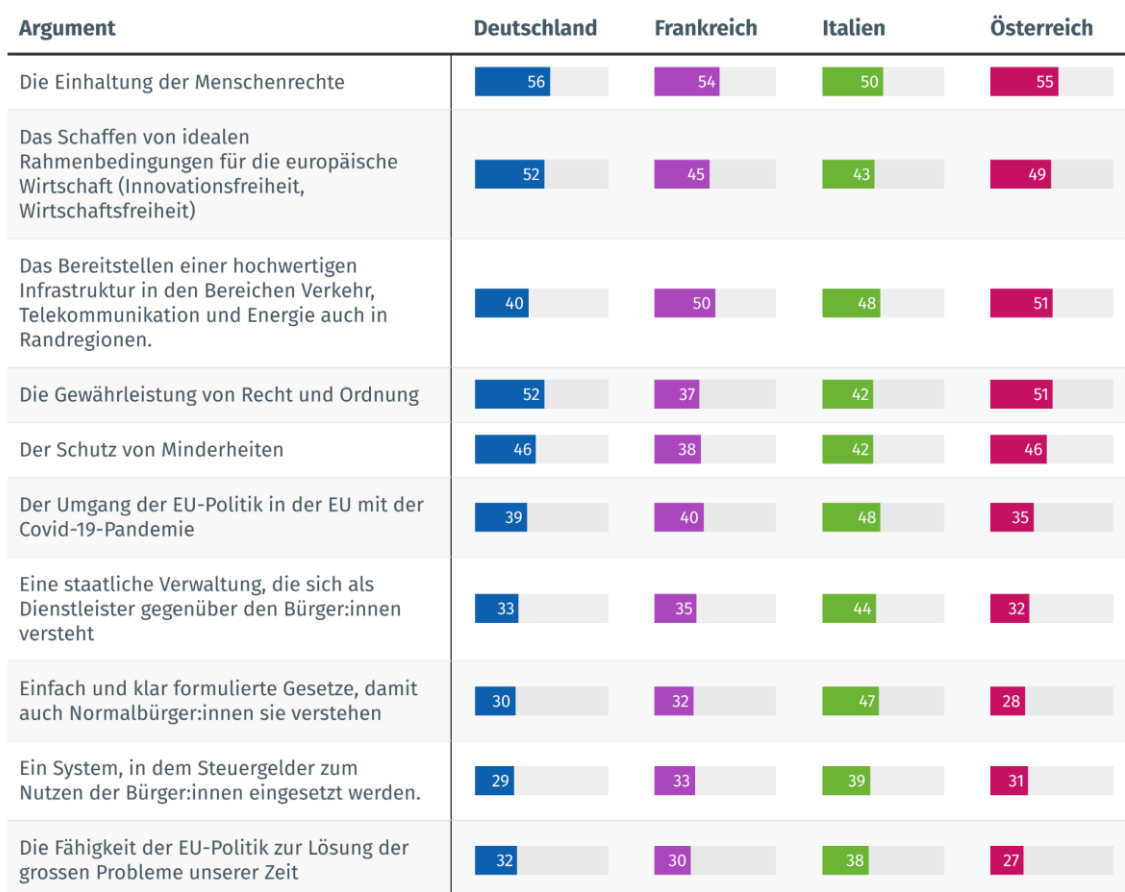 Argument Deutschland Frankreich Italien Österreich
Die Einhaltung der Menschenrechte 56 54 50 55
Das Schaffen von idealen
Rahmenbedingungen für die europäische
Wirtschaft (Innovationsfreiheit,
Wirtschaftsfreiheit)
52 45 43 49
Das Bereitstellen einer hochwertigen
Infrastruktur in den Bereichen Verkehr,
Telekommunikation und Energie auch in
Randregionen.
40 50 48 51
Die Gewährleistung von Recht und Ordnung 52 37 42 51
Der Schutz von Minderheiten 46 38 42 46
Der Umgang der EU-Politik in der EU mit der
Covid-19-Pandemie
39 40 48 35
Eine staatliche Verwaltung, die sich als
Dienstleister gegenüber den Bürger:innen
versteht
33 35 44 32
Einfach und klar formulierte Gesetze, damit
auch Normalbürger:innen sie verstehen
30 32 47 28
Ein System, in dem Steuergelder zum
Nutzen der Bürger:innen eingesetzt werden.
29 33 39 31
Die Fähigkeit der EU-Politik zur Lösung der
grossen Probleme unserer Zeit
32 30 38 27